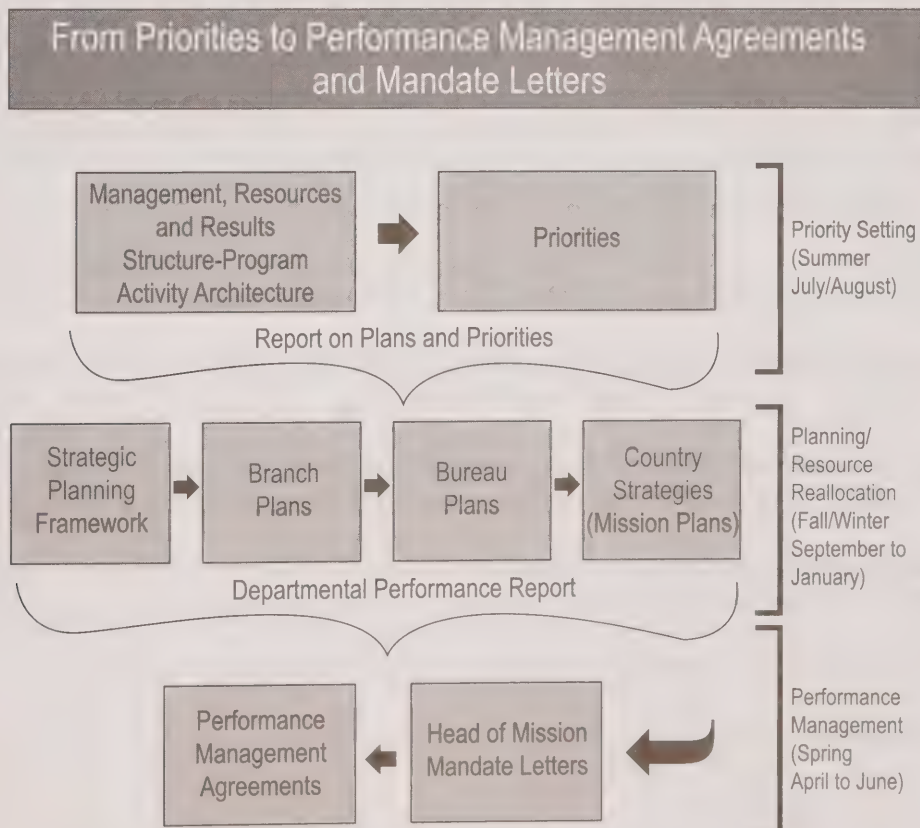 From Priorities to Performance Management Agreements
and Mandate Letters
Management, Resources
and Results
Structure-Program
Activity Architecture
Priorities
Priority Setting
(Summer
July/August)
Report on Plans and Priorities
Strategic
Planning
Framework
Branch
Plans
Bureau
Plans
Country
Strategies
(Mission Plans)
Planning/
Resource
Reallocation
(Fall/Winter
September to
January)
Departmental Performance Report
Performance
Management
Agreements
Head of Mission
Mandate Letters
Performance
Management
(Spring
April to June)